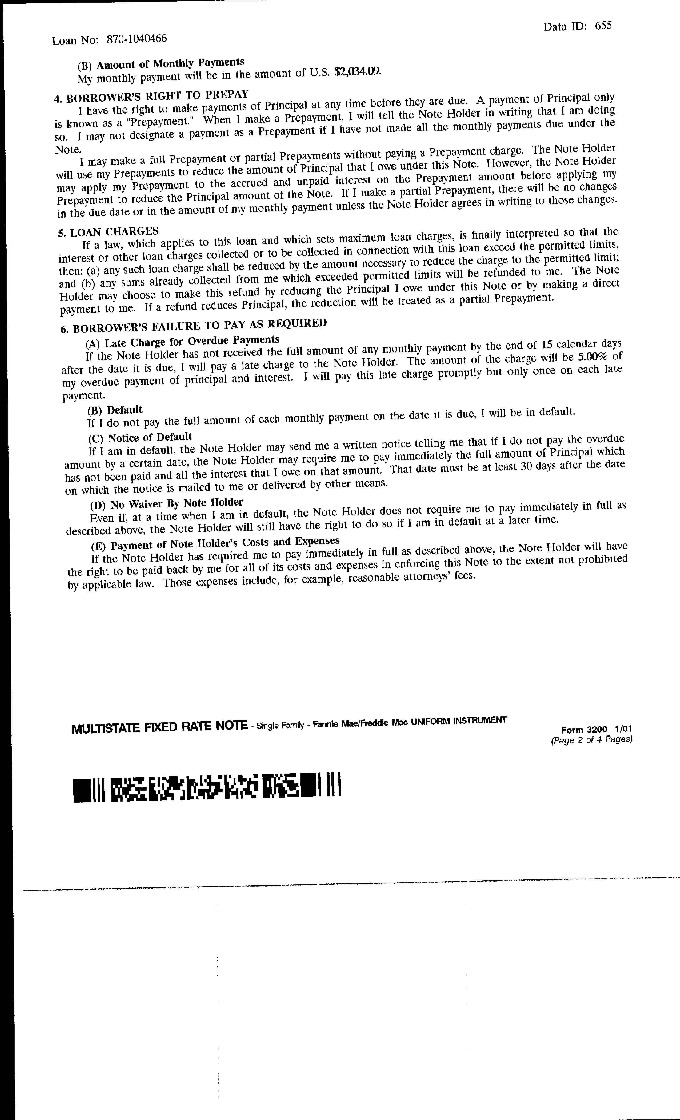 Loan No: 870-1040466
Data ID: 655
(B) Amount of Monthly Payments
My monthly payment will be in the amount of U.S. $2,034.09.
4. BORROWER'S RIGHT TO PREPAY
I have the right to make payments of Principal at any time before they are due. A payment of Principal only
is known as a "Prepayment." When I make a Prepayment, I will tell the Note Holder in writing that I am doing
so. I may not designate a payment as a Prepayment if I have not made all the monthly payments due under the
Note.
I may make a full Prepayment or partial Prepayments without paying a Prepayment charge. The Note Holder
will use my Prepayments to reduce the amount of Principal that I owe under this Note. However, the Note Holder
may apply my Prepayment to the accrued and unpaid interest on the Prepayment amount before applying my
Prepayment to reduce the Principal amount of the Note. If I make a partial Prepayment, there will be no changes
in the due date or in the amount of my monthly payment unless the Note Holder agrees in writing to those changes.
5. LOAN CHARGES
If a law, which applies to this loan and which sets maximum loan charges, is finally interpreted so that the
interest or other loan charges collected or to be collected in connection with this loan exceed the permitted limits,
then: (a) any such loan charge shall be reduced by the amount necessary to reduce the charge to the permitted limit;
and (b) any sums already collected from me which exceeded permitted limits will be refunded to me. The Note
Holder may choose to make this refund by reducing the Principal I owe under this Note or by making a direct
payment to me. If a refund reduces Principal, the reduction will be treated as a partial Prepayment.
6. BORROWER'S FAILURE TO PAY AS REQUIRED
(A) Late Charge for Overdue Payments
If the Note Holder has not received the full amount of any monthly payment by the end of 15 calendar days
after the date it is due, I will pay a late charge to the Note Holder. The amount of the charge will be 5.00% of
my overdue payment of principal and interest. I will pay this late charge promptly but only once on each late
payment.
(B) Default
If I do not pay the full amount of each monthly payment on the date it is due, I will be in default.
(C) Notice of Default
If I am in default, the Note Holder may send me a written notice telling me that if I do not pay the overdue
amount by a certain date, the Note Holder may require me to pay immediately the full amount of Principal which
has not been paid and all the interest that I owe on that amount. That date must be at least 30 days after the date
on which the notice is mailed to me or delivered by other means.
(D) No Waiver By Note Holder
Even if, at a time when I am in default, the Note Holder does not require me to pay immediately in full as
described above, the Note Holder will still have the right to do so if I am in default at a later time.
(E) Payment of Note Holder's Costs and Expenses
If the Note Holder has required me to pay immediately in full as described above, the Note Holder will have
the right to be paid back by me for all of its costs and expenses in enforcing this Note to the extent not prohibited
by applicable law. Those expenses include, for example, reasonable attorneys' fees.
MULTISTATE FIXED RATE NOTE - Single Family - Fannie Mae/Freddie Mac UNIFORM INSTRUMENT
Form 3200 1/01
(Page 2 of 4 Pages)